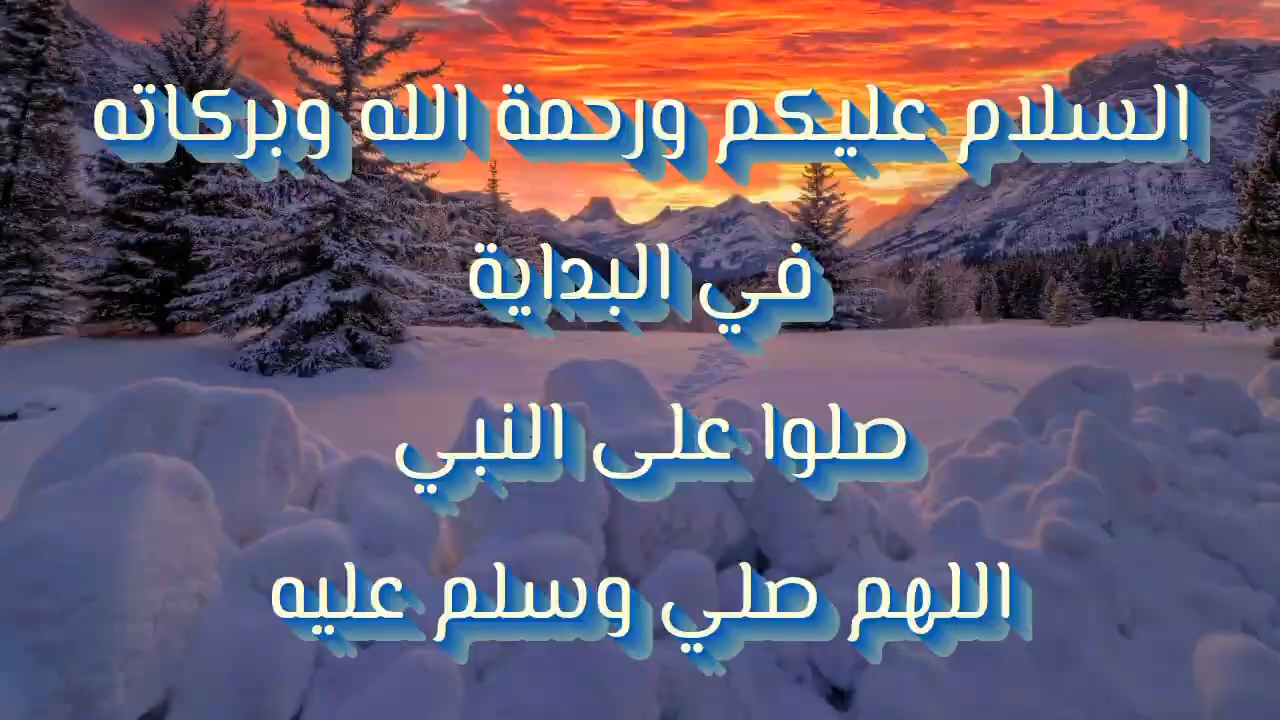 السلام عليكم ورحمة الله وبركاته
في البداية
صلوا على النبي
اللهم صلي وسلم عليه